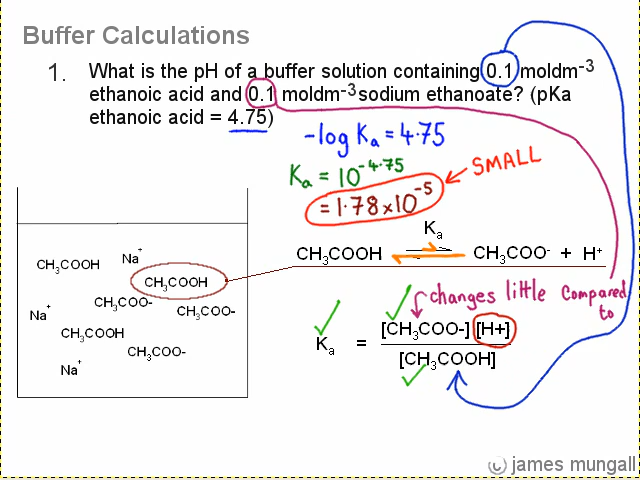 Buffer Calculations
1. What is the pH of a buffer solution containing 0.1 moldm-³
ethanoic acid and 0.1 moldm-³ sodium ethanoate? (pKa
ethanoic acid = 4.75)
-log Ka = 4.75
Ka = 10^-4.75
= 1.78 x 10^-5
SMALL
Ka
CH₃COOH ⇌ CH₃COO- + H+
CH₃COOH
Na+
CH₃COOH
CH₃COO-
CH₃COO-
Na+
CH₃COOH
CH₃COO-
Na+
changes little compared
to
Ka = [CH₃COO-] [H+]
[CH₃COOH]
c james mungall